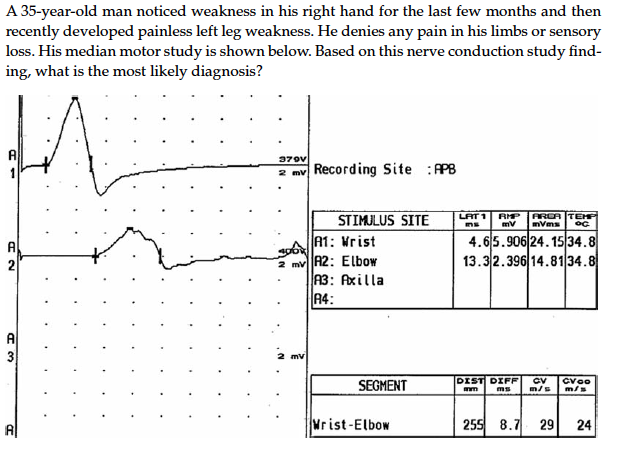 A 35-year-old man noticed weakness in his right hand for the last few months and then
recently developed painless left leg weakness. He denies any pain in his limbs or sensory
loss. His median motor study is shown below. Based on this nerve conduction study find-
ing, what is the most likely diagnosis?
A
1
379V
2 mV
Recording Site :APB
STIMULUS SITE LAT1 ms AMP mV AREA mVms TEMP °C
A1: Wrist 4.6 5.906 24.15 34.8
A
2
400V
2 mV
A2: Elbow 13.3 2.396 14.81 34.8
A3: Axilla
A4:
A
3
2 mV
SEGMENT DIST mm DIFF ms CV m/s CVco m/s
Wrist-Elbow 255 8.7 29 24
A